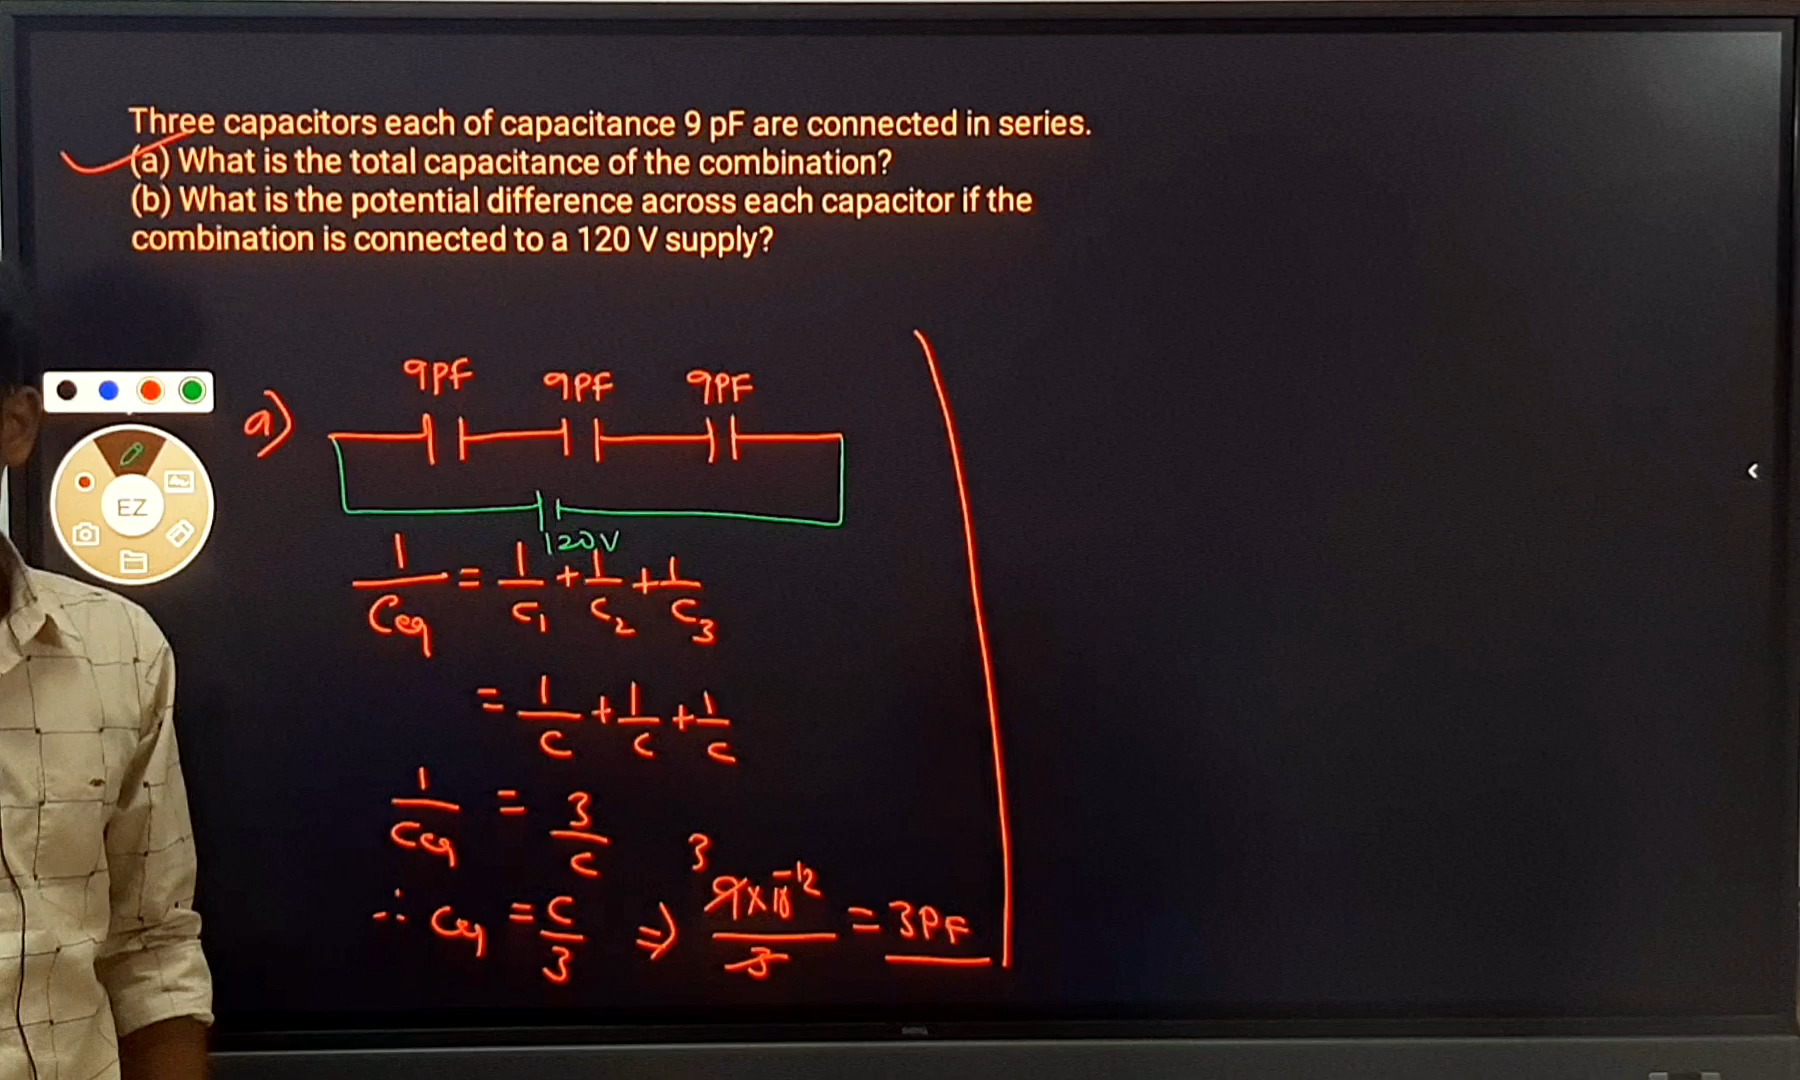 Three capacitors each of capacitance 9 pF are connected in series.
(a) What is the total capacitance of the combination?
(b) What is the potential difference across each capacitor if the
combination is connected to a 120 V supply?
9PF 9PF 9PF
a)
EZ
120V
1/Ceq = 1/C1 + 1/C2 + 1/C3
= 1/C + 1/C + 1/C
1/Ceq = 3/C
∴ Ceq = C/3 ⇒ 3 9×10^-12/3 = 3PF